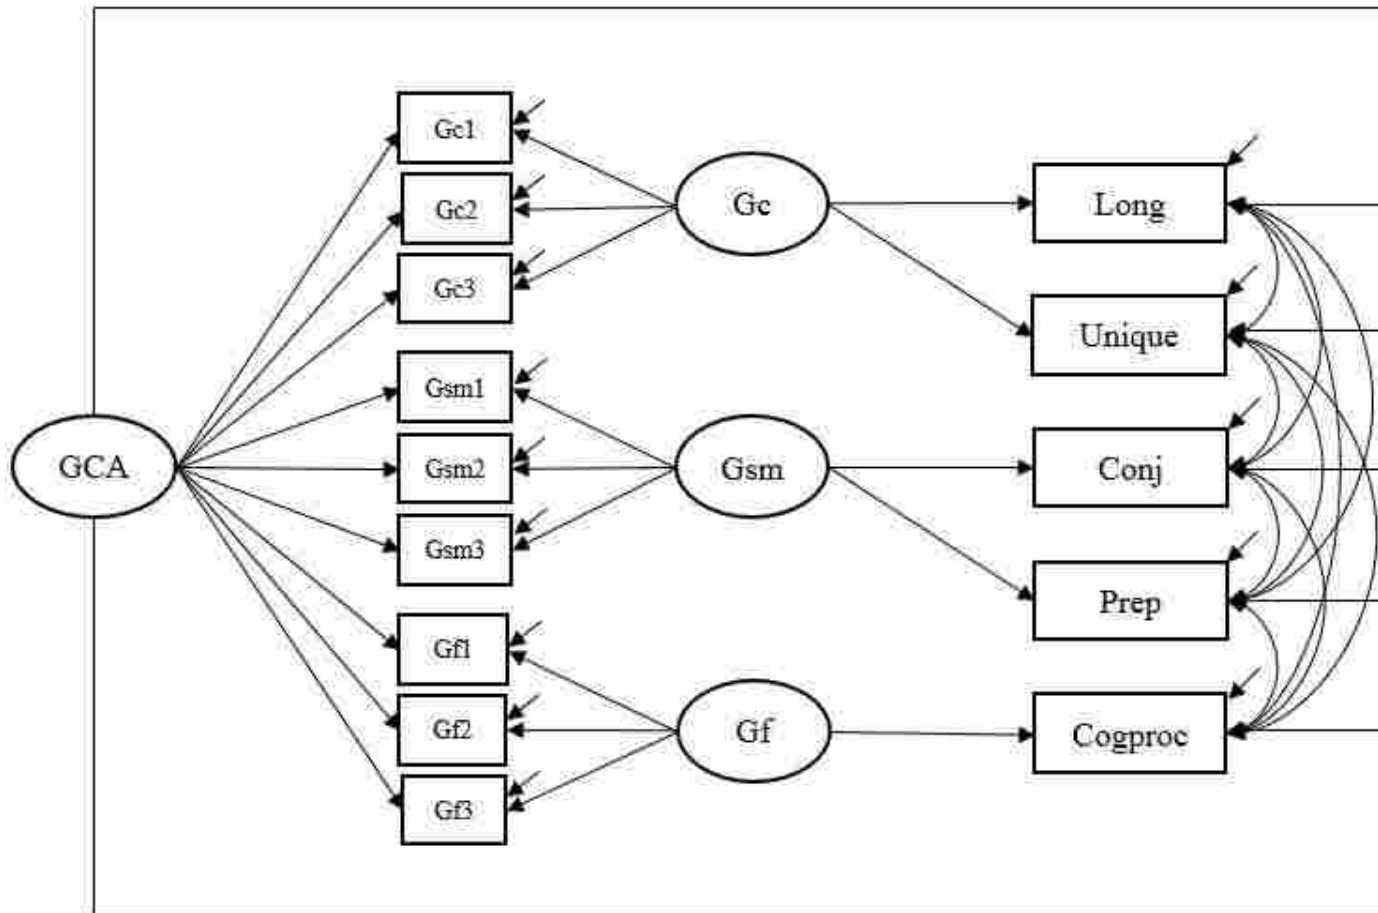 Gc1
Gc2
Gc3
Gsm1
Gsm2
Gsm3
Gf1
Gf2
Gf3
GCA
Gc
Gsm
Gf
Long
Unique
Conj
Prep
Cogproc